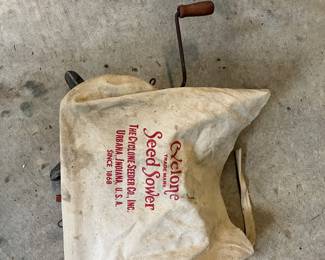 Cyclone
TRADE MARK
Seed Sower
THE CYCLONE SEEDER CO., INC.
URBANA, INDIANA, U.S.A.
SINCE 1868